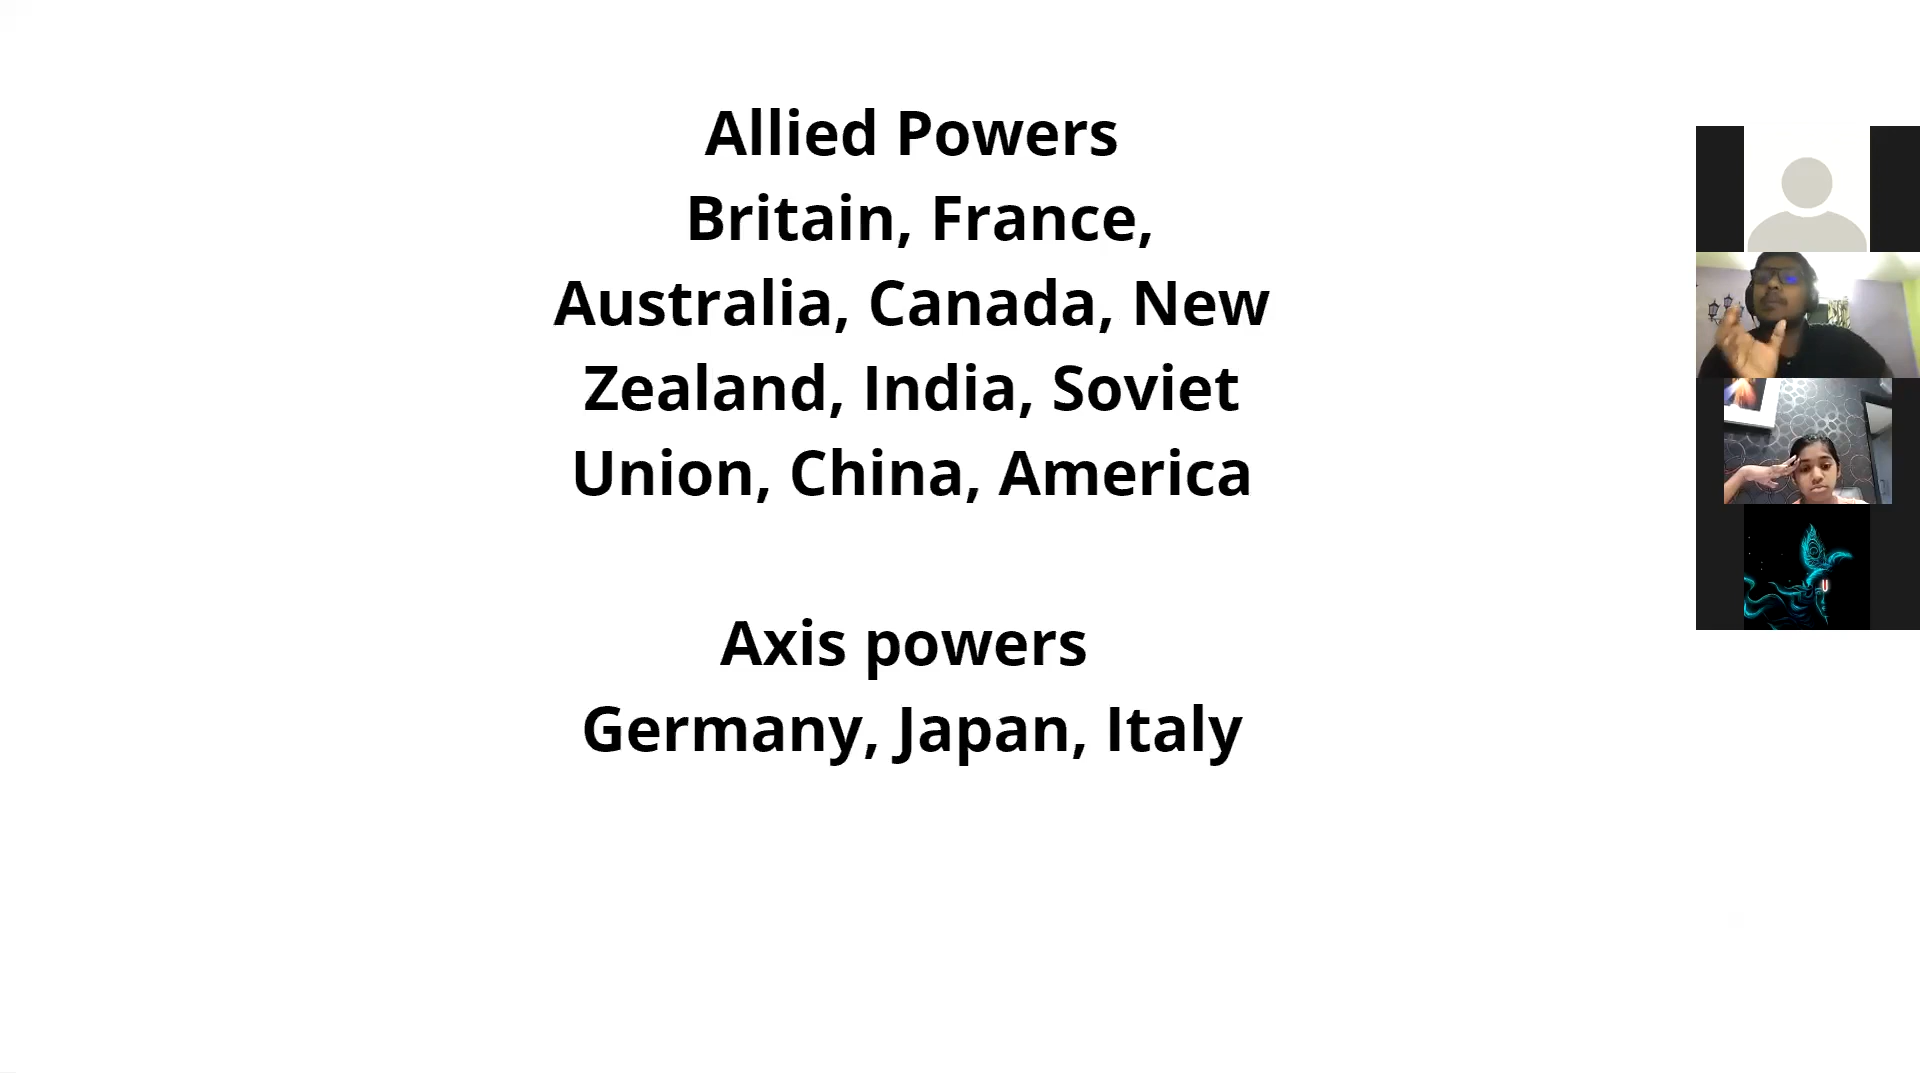 Allied Powers
Britain, France,
Australia, Canada, New
Zealand, India, Soviet
Union, China, America
Axis powers
Germany, Japan, Italy